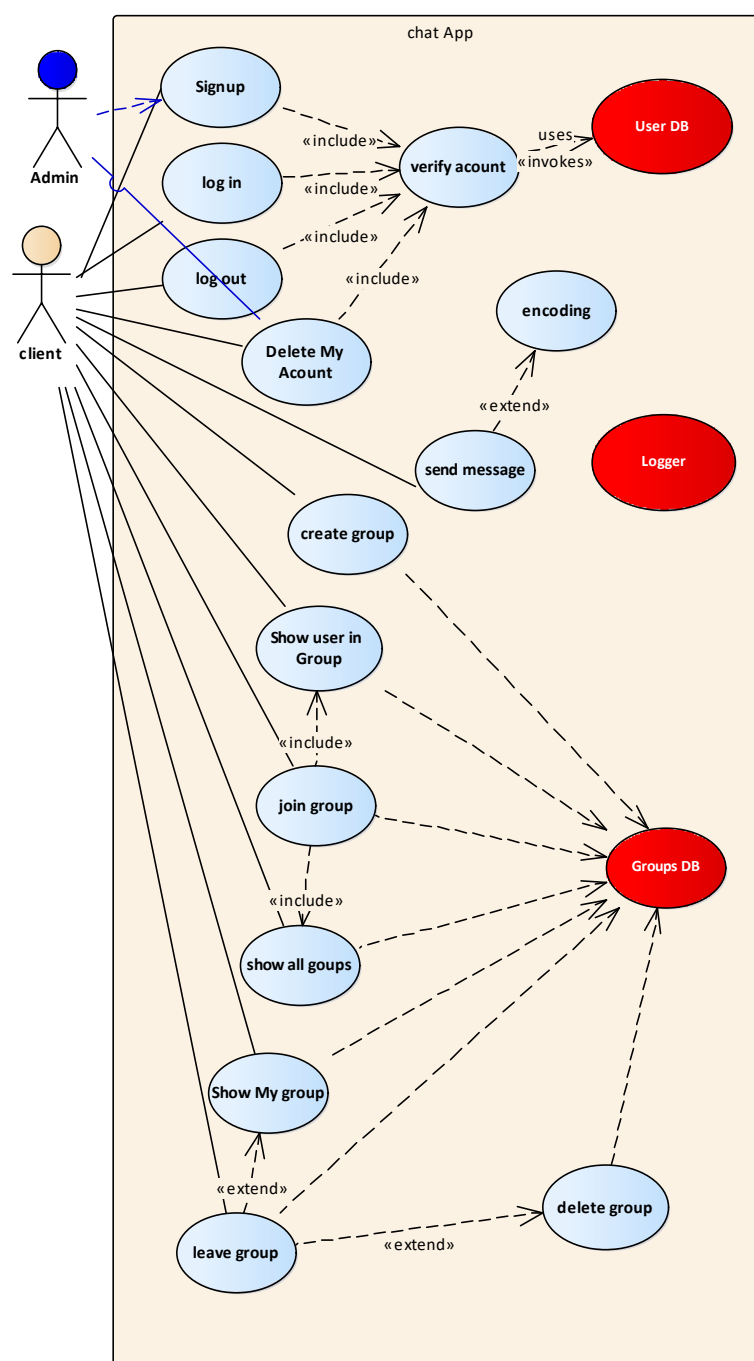 chat App
Signup
User DB
uses
«invokes»
«include»
verify acount
Admin
log in
«include»
«include»
log out
«include»
encoding
client
Delete My
Acount
«extend»
send message
Logger
create group
Show user in
Group
«include»
join group
Groups DB
«include»
show all goups
Show My group
«extend»
delete group
leave group
«extend»